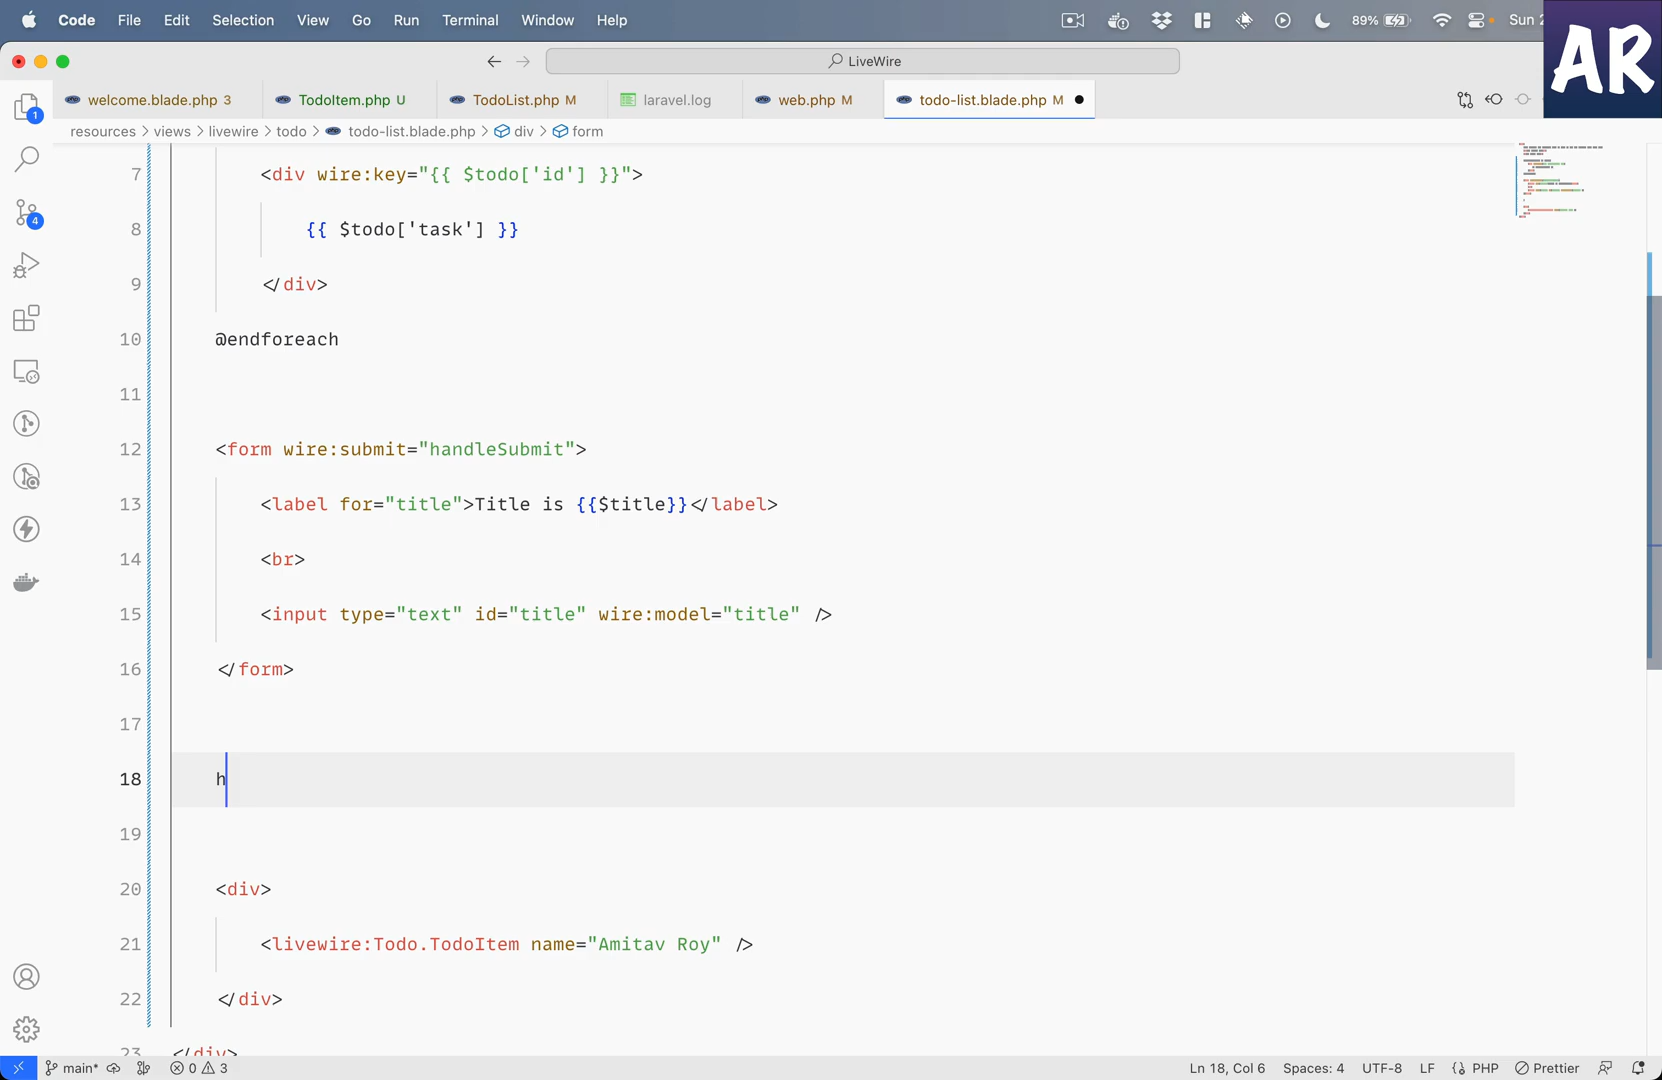 Code File Edit Selection View Go Run Terminal Window Help 89% Sun
AR
LiveWire
welcome.blade.php 3 TodoItem.php U TodoList.php M laravel.log web.php M todo-list.blade.php M
resources > views > livewire > todo > todo-list.blade.php > div > form
1
4
7 <div wire:key="{{ $todo['id'] }}">
8 {{ $todo['task'] }}
9 </div>
10 @endforeach
11
12 <form wire:submit="handleSubmit">
13 <label for="title">Title is {{$title}}</label>
14 <br>
15 <input type="text" id="title" wire:model="title" />
16 </form>
17
18 h
19
20 <div>
21 <livewire:Todo.TodoItem name="Amitav Roy" />
22 </div>
23 </div>
main* 0 3 Ln 18, Col 6 Spaces: 4 UTF-8 LF PHP Prettier